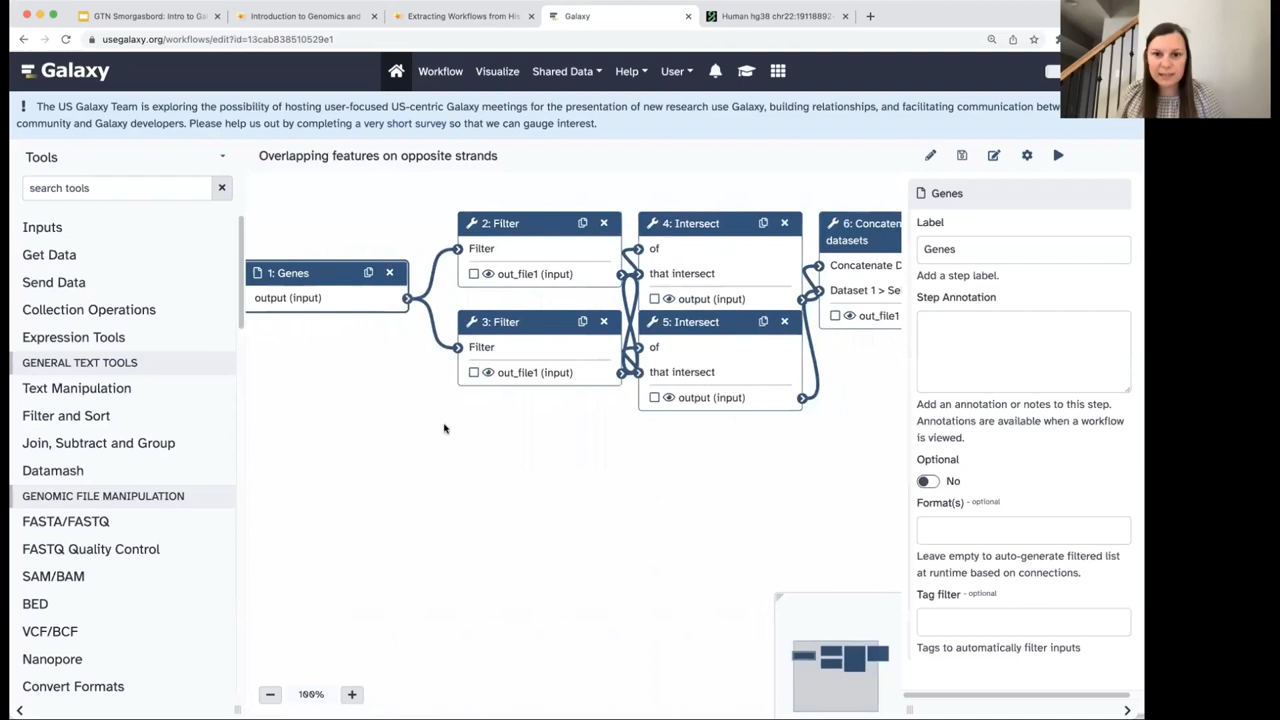 GTN Smorgasbord: Intro to Gal
Introduction to Genomics and
Extracting Workflows from His
Galaxy
Human hg38 chr22:19118892-
usegalaxy.org/workflows/edit?id=13cab838510529e1
Galaxy
Workflow
Visualize
Shared Data
Help
User
The US Galaxy Team is exploring the possibility of hosting user-focused US-centric Galaxy meetings for the presentation of new research use Galaxy, building relationships, and facilitating communication betw
community and Galaxy developers. Please help us out by completing a very short survey so that we can gauge interest.
Tools
search tools
Inputs
Get Data
Send Data
Collection Operations
Expression Tools
GENERAL TEXT TOOLS
Text Manipulation
Filter and Sort
Join, Subtract and Group
Datamash
GENOMIC FILE MANIPULATION
FASTA/FASTQ
FASTQ Quality Control
SAM/BAM
BED
VCF/BCF
Nanopore
Convert Formats
Overlapping features on opposite strands
1: Genes
output (input)
2: Filter
Filter
out_file1 (input)
3: Filter
Filter
out_file1 (input)
4: Intersect
of
that intersect
output (input)
5: Intersect
of
that intersect
output (input)
6: Concaten
datasets
Concatenate D
Dataset 1 > Se
out_file1
100%
Genes
Label
Genes
Add a step label.
Step Annotation
Add an annotation or notes to this step.
Annotations are available when a workflow
is viewed.
Optional
No
Format(s) - optional
Leave empty to auto-generate filtered list
at runtime based on connections.
Tag filter - optional
Tags to automatically filter inputs